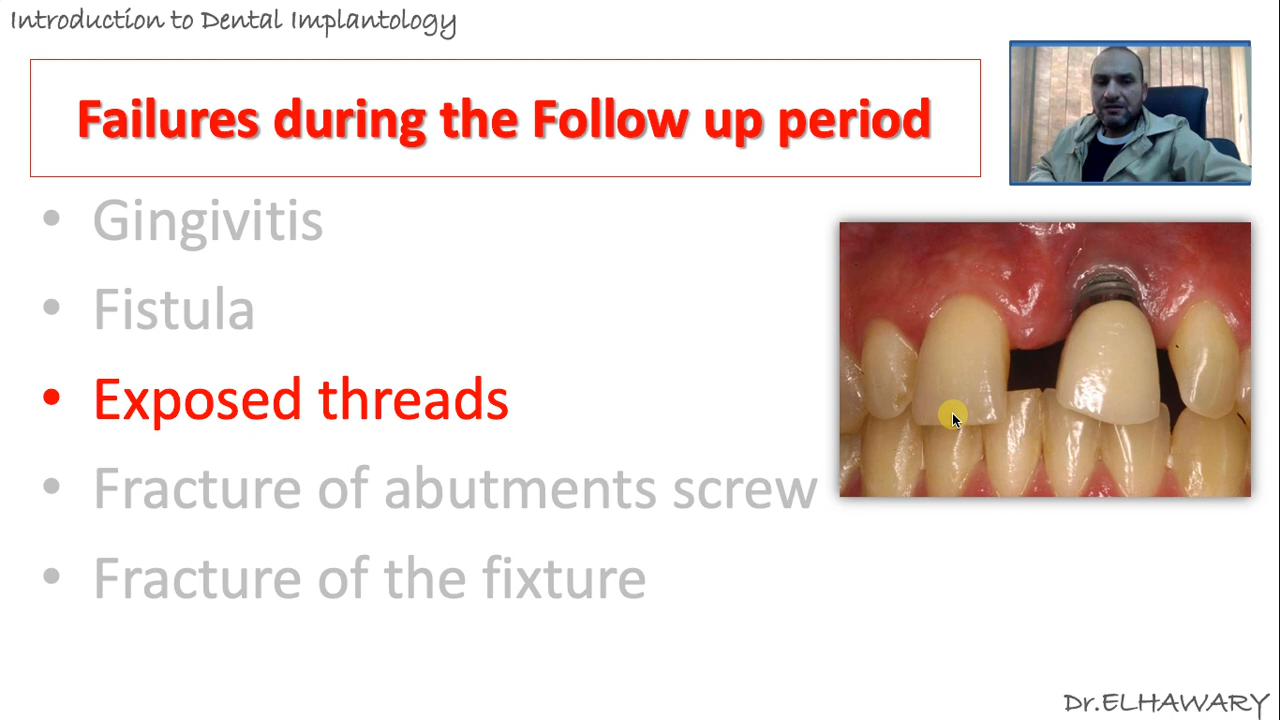 Introduction to Dental Implantology
Failures during the Follow up period
• Gingivitis
• Fistula
• Exposed threads
• Fracture of abutments screw
• Fracture of the fixture
Dr.ELHAWARY